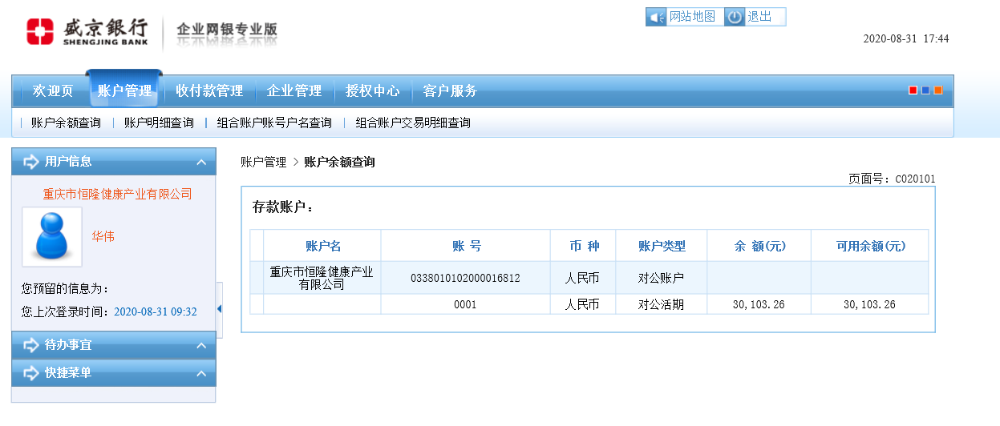 盛京銀行
SHENGJING BANK
企业网银专业版
网站地图 退出
2020-08-31 17:44
欢迎页 账户管理 收付款管理 企业管理 授权中心 客户服务
账户余额查询 账户明细查询 组合账户账号户名查询 组合账户交易明细查询
用户信息
重庆市恒隆健康产业有限公司
华伟
您预留的信息为：
您上次登录时间：2020-08-31 09:32
待办事宜
快捷菜单
账户管理 > 账户余额查询
页面号：C020101
存款账户：
账户名 账 号 币 种 账户类型 余 额(元) 可用余额(元)
重庆市恒隆健康产业
有限公司 0338010102000016812 人民币 对公账户
0001 人民币 对公活期 30,103.26 30,103.26